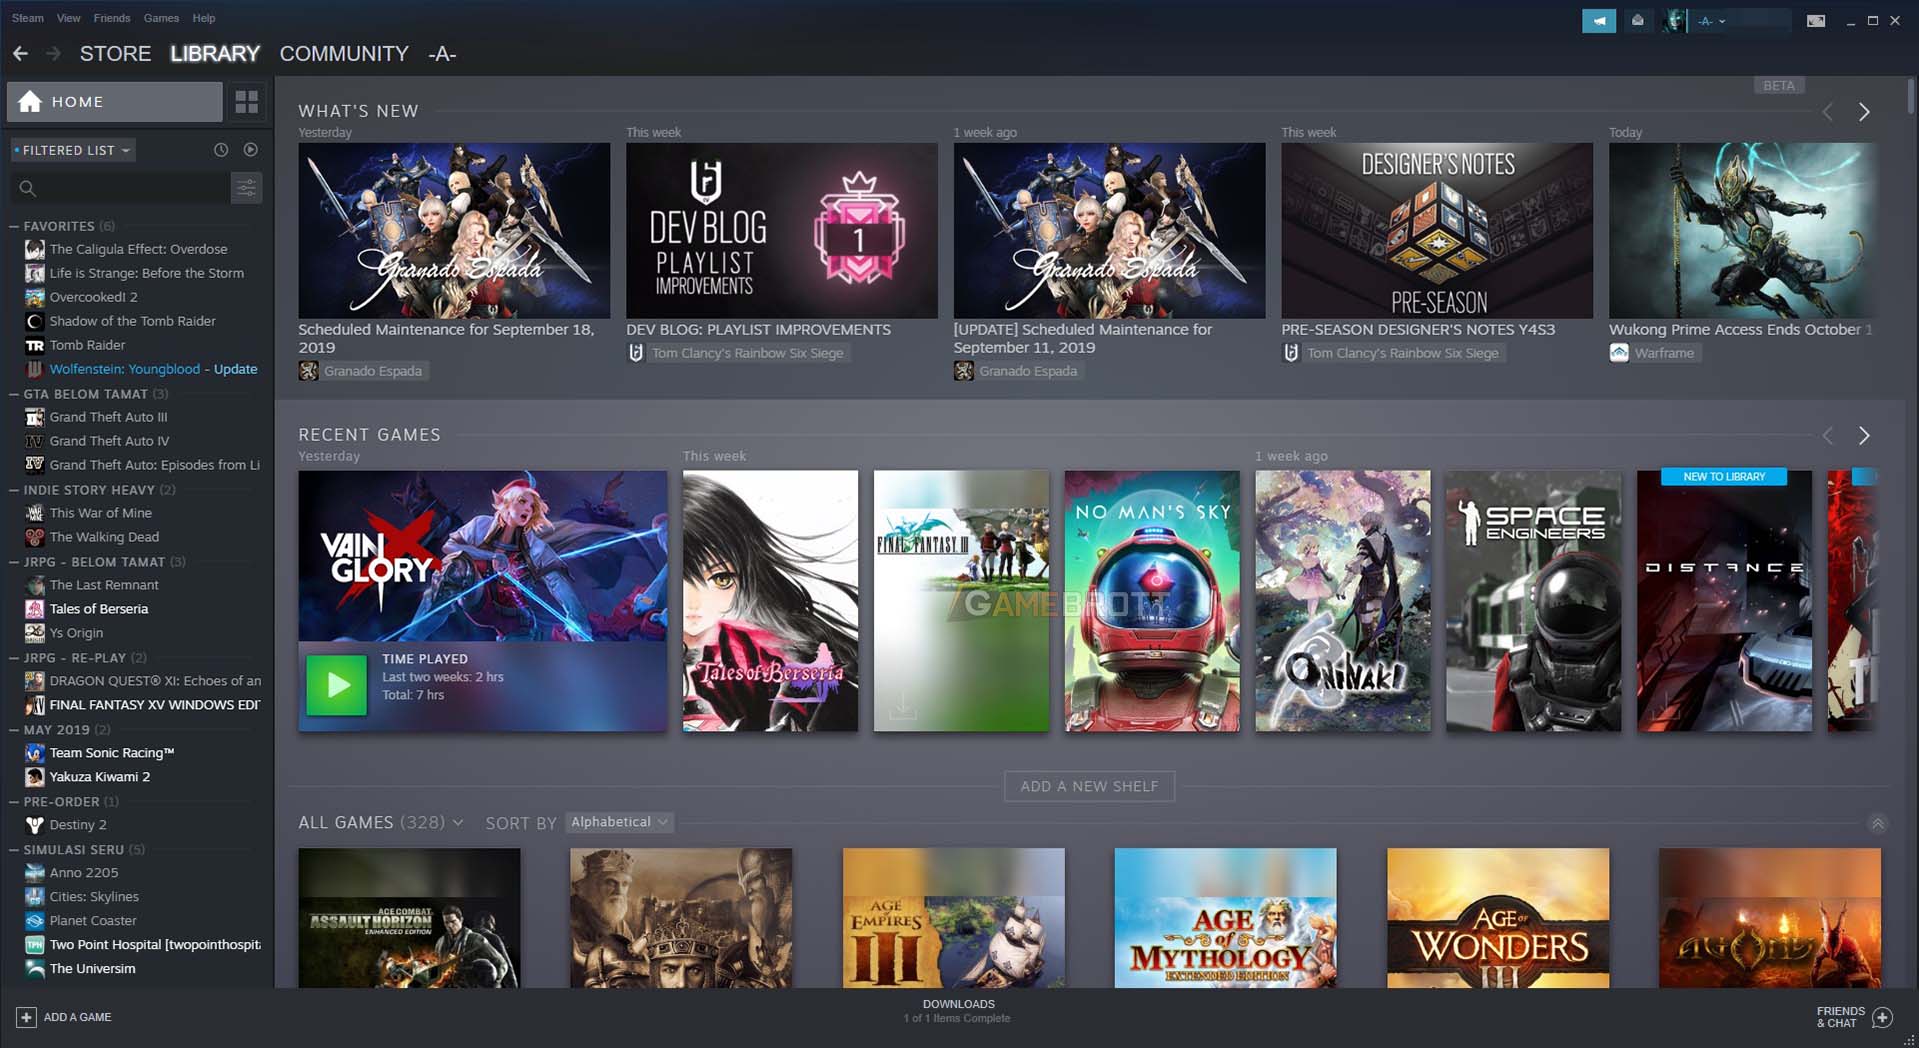 Steam View Friends Games Help
-A-
STORE LIBRARY COMMUNITY -A-
HOME
BETA
WHAT'S NEW
FILTERED LIST
FAVORITES (6)
The Caligula Effect: Overdose
Life is Strange: Before the Storm
Overcooked! 2
Shadow of the Tomb Raider
TR Tomb Raider
Wolfenstein: Youngblood - Update
GTA BELOM TAMAT (3)
Grand Theft Auto III
IV Grand Theft Auto IV
IV Grand Theft Auto: Episodes from Li
INDIE STORY HEAVY (2)
WAR MINE This War of Mine
The Walking Dead
JRPG - BELOM TAMAT (3)
The Last Remnant
Tales of Berseria
Ys Origin
JRPG - RE-PLAY (2)
DRAGON QUEST® XI: Echoes of an
XV FINAL FANTASY XV WINDOWS EDI
MAY 2019 (2)
Team Sonic Racing™
Yakuza Kiwami 2
PRE-ORDER (1)
Destiny 2
SIMULASI SERU (5)
Anno 2205
CS Cities: Skylines
Planet Coaster
TPH Two Point Hospital [twopointhospita
The Universim
Yesterday
Granado Espada
Scheduled Maintenance for September 18,
2019
Granado Espada
This week
DEV BLOG
PLAYLIST
IMPROVEMENTS
1
DEV BLOG: PLAYLIST IMPROVEMENTS
Tom Clancy's Rainbow Six Siege
1 week ago
Granado Espada
[UPDATE] Scheduled Maintenance for
September 11, 2019
Granado Espada
This week
DESIGNER'S NOTES
PRE-SEASON
PRE-SEASON DESIGNER'S NOTES Y4S3
Tom Clancy's Rainbow Six Siege
Today
Wukong Prime Access Ends October 1
Warframe
RECENT GAMES
Yesterday
VAIN
GLORY
TIME PLAYED
Last two weeks: 2 hrs
Total: 7 hrs
This week
Tales of Berseria
FINAL FANTASY III
GAMEBROTT
NO MAN'S SKY
1 week ago
ONINAKI
SPACE
ENGINEERS
NEW TO LIBRARY
DISTANCE
ADD A NEW SHELF
ALL GAMES (328) SORT BY Alphabetical
ACE COMBAT
ASSAULT HORIZON
ENHANCED EDITION
AGE of
EMPIRES
III
AGE
of
MYTHOLOGY
EXTENDED EDITION
AGE of
WONDERS
III
AGONY
ADD A GAME
DOWNLOADS
1 of 1 Items Complete
FRIENDS
& CHAT